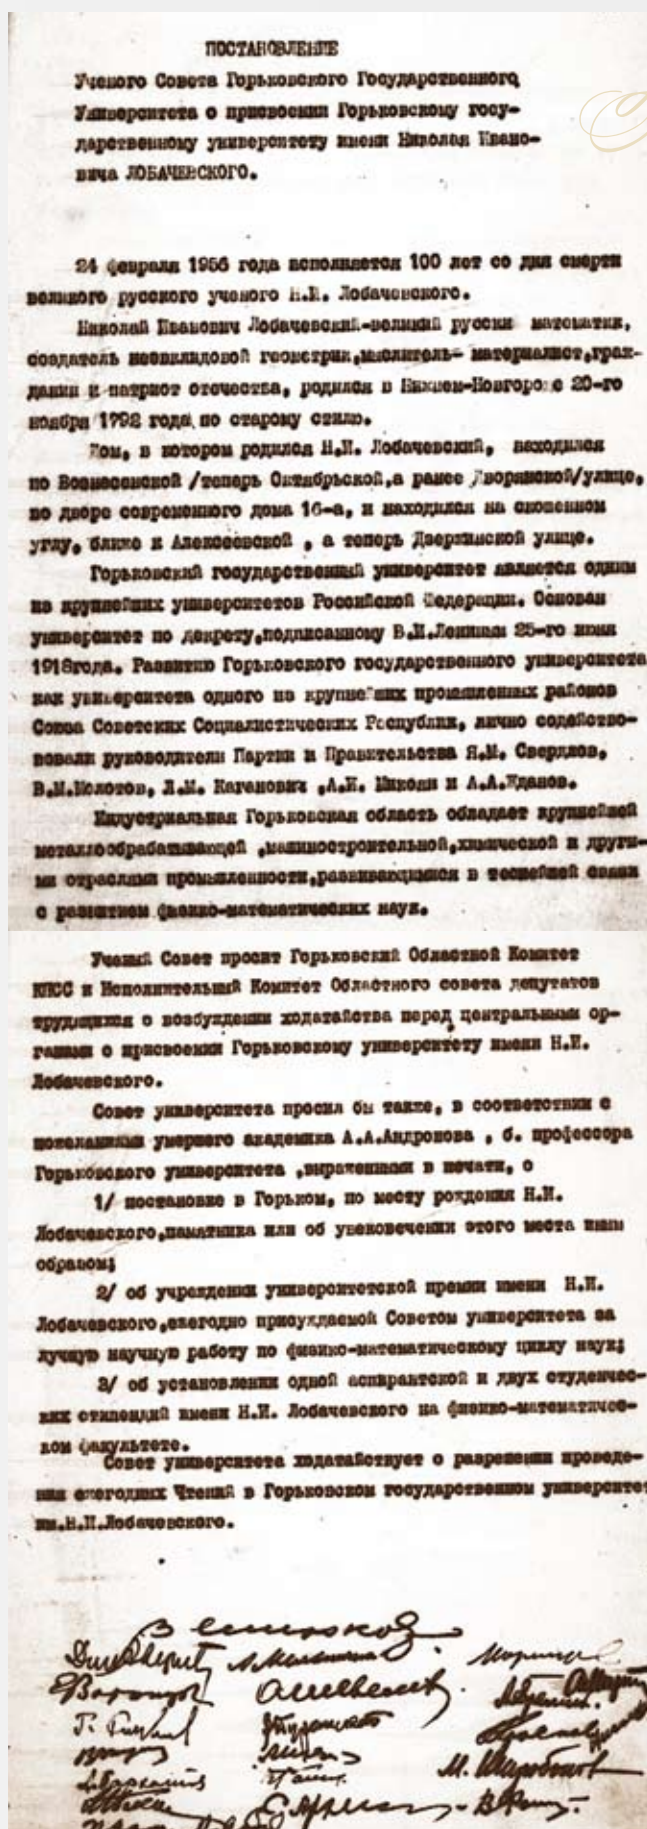 ПОСТАНОВЛЕНИЕ
Ученого Совета Горьковского Государственного
Университета о присвоении Горьковскому госу-
дарственному университету имени Николая Ивано-
вича ЛОБАЧЕВСКОГО.
24 февраля 1956 года исполняется 100 лет со дня смерти
великого русского ученого Н.И. Лобачевского.
Николай Иванович Лобачевский-великий русски математик,
создатель неевклидовой геометрии,мыслитель- материалист,граж-
данин и патриот отечества, родился в Нижнем-Новгороде 20-го
ноября 1792 года по старому стилю.
Дом, в котором родился Н.И. Лобачевский, находился
по Вознесенской /теперь Октябрьской,а ранее Дворянской/улице,
во дворе современного дома 16-а, и находился на скошенном
углу, ближе к Алексеевской , а теперь Дзержинской улице.
Горьковский государственный университет является одним
из крупнейших университетов Российской Федерации. Основан
университет по декрету,подписанному В.И.Лениным 25-го июня
1918года. Развитию Горьковского государственного университета
как университета одного из крупнейших промышленных районов
Союза Советских Социалистических Республик, лично содейство-
вовали руководители Партии и Правительства Я.М. Свердлов,
В.М.Молотов, Л.М. Каганович ,А.И. Микоян и А.А.Жданов.
Индустриальная Горьковская область обладает крупнейшей
металлообрабатывающей ,машиностроительной,химической и други-
ми отраслями промышленности,развивающимися в теснейшей связи
с развитием физико-математических наук.
Ученый Совет просит Горьковский Областной Комитет
КПСС и Исполнительный Комитет Областного совета депутатов
трудящихся о возбуждении ходатайства перед центральными ор-
ганами о присвоении Горьковскому университету имени Н.И.
Лобачевского.
Совет университета просил бы также, в соответствии с
пожеланиями умершего академика А.А.Андронова , б. профессора
Горьковского университета ,выраженными в печати, о
1/ постановке в Горьком, по месту рождения Н.И.
Лобачевского,памятника или об увековечении этого места иным
образом;
2/ об учреждении университетской премии имени Н.И.
Лобачевского,ежегодно присуждаемой Советом университета за
лучшую научную работу по физико-математическому циклу наук;
3/ об установлении одной аспирантской и двух студенчес-
ких стипендий имени Н.И. Лобачевского на физико-математичес-
ком факультете.
Совет университета ходатайствует о разрешении проведе-
ния ежегодных Чтений в Горьковском государственном университет
им.Н.И.Лобачевского.